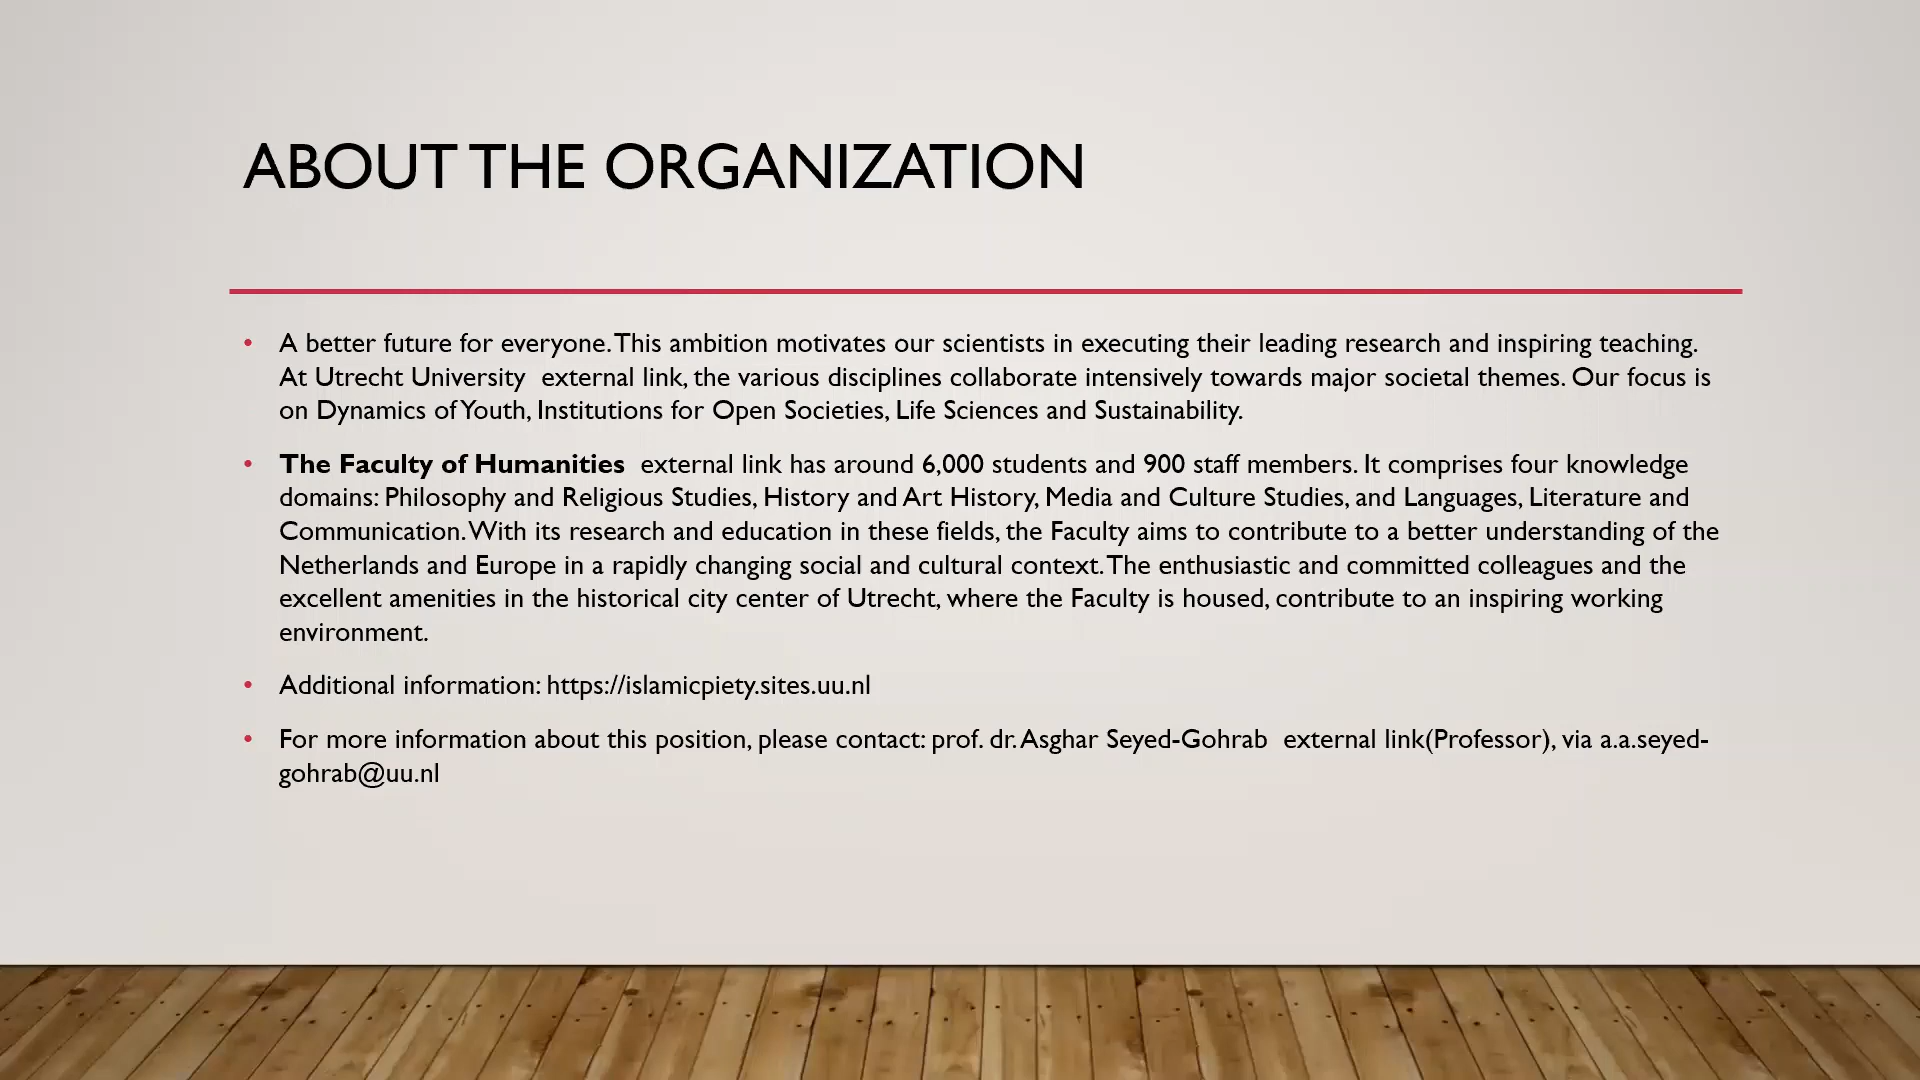 ABOUT THE ORGANIZATION
• A better future for everyone. This ambition motivates our scientists in executing their leading research and inspiring teaching.
At Utrecht University  external link, the various disciplines collaborate intensively towards major societal themes. Our focus is
on Dynamics of Youth, Institutions for Open Societies, Life Sciences and Sustainability.
• The Faculty of Humanities  external link has around 6,000 students and 900 staff members. It comprises four knowledge
domains: Philosophy and Religious Studies, History and Art History, Media and Culture Studies, and Languages, Literature and
Communication. With its research and education in these fields, the Faculty aims to contribute to a better understanding of the
Netherlands and Europe in a rapidly changing social and cultural context. The enthusiastic and committed colleagues and the
excellent amenities in the historical city center of Utrecht, where the Faculty is housed, contribute to an inspiring working
environment.
• Additional information: https://islamicpiety.sites.uu.nl
• For more information about this position, please contact: prof. dr. Asghar Seyed-Gohrab  external link(Professor), via a.a.seyed-
gohrab@uu.nl